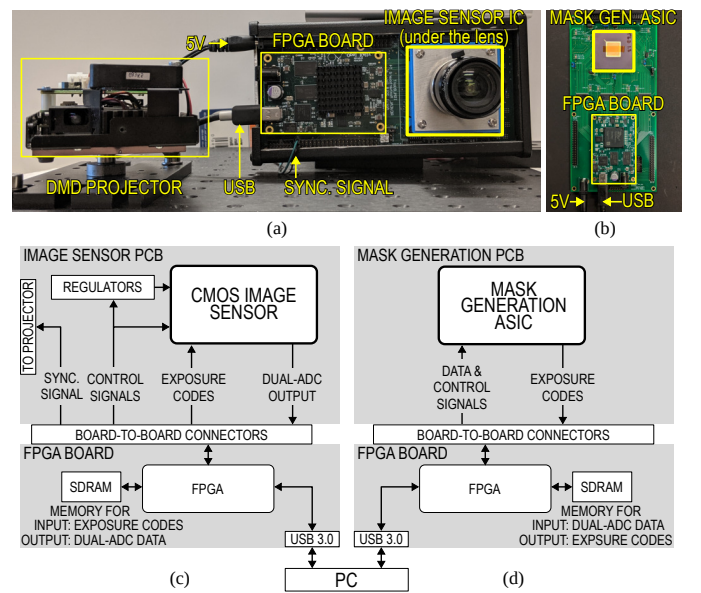 5V
FPGA BOARD
IMAGE SENSOR IC
(under the lens)
DMD PROJECTOR
USB
SYNC. SIGNAL
(a)
MASK GEN. ASIC
FPGA BOARD
5V
USB
(b)
IMAGE SENSOR PCB
TO PROJECTOR
REGULATORS
CMOS IMAGE
SENSOR
SYNC.
SIGNAL
CONTROL
SIGNALS
EXPOSURE
CODES
DUAL-ADC
OUTPUT
BOARD-TO-BOARD CONNECTORS
FPGA BOARD
SDRAM
FPGA
MEMORY FOR
INPUT: EXPOSURE CODES
OUTPUT: DUAL-ADC DATA
USB 3.0
(c)
MASK GENERATION PCB
MASK
GENERATION
ASIC
DATA &
CONTROL
SIGNALS
EXPOSURE
CODES
BOARD-TO-BOARD CONNECTORS
FPGA BOARD
FPGA
SDRAM
MEMORY FOR
INPUT: DUAL-ADC DATA
OUTPUT: EXPSURE CODES
USB 3.0
PC
(d)